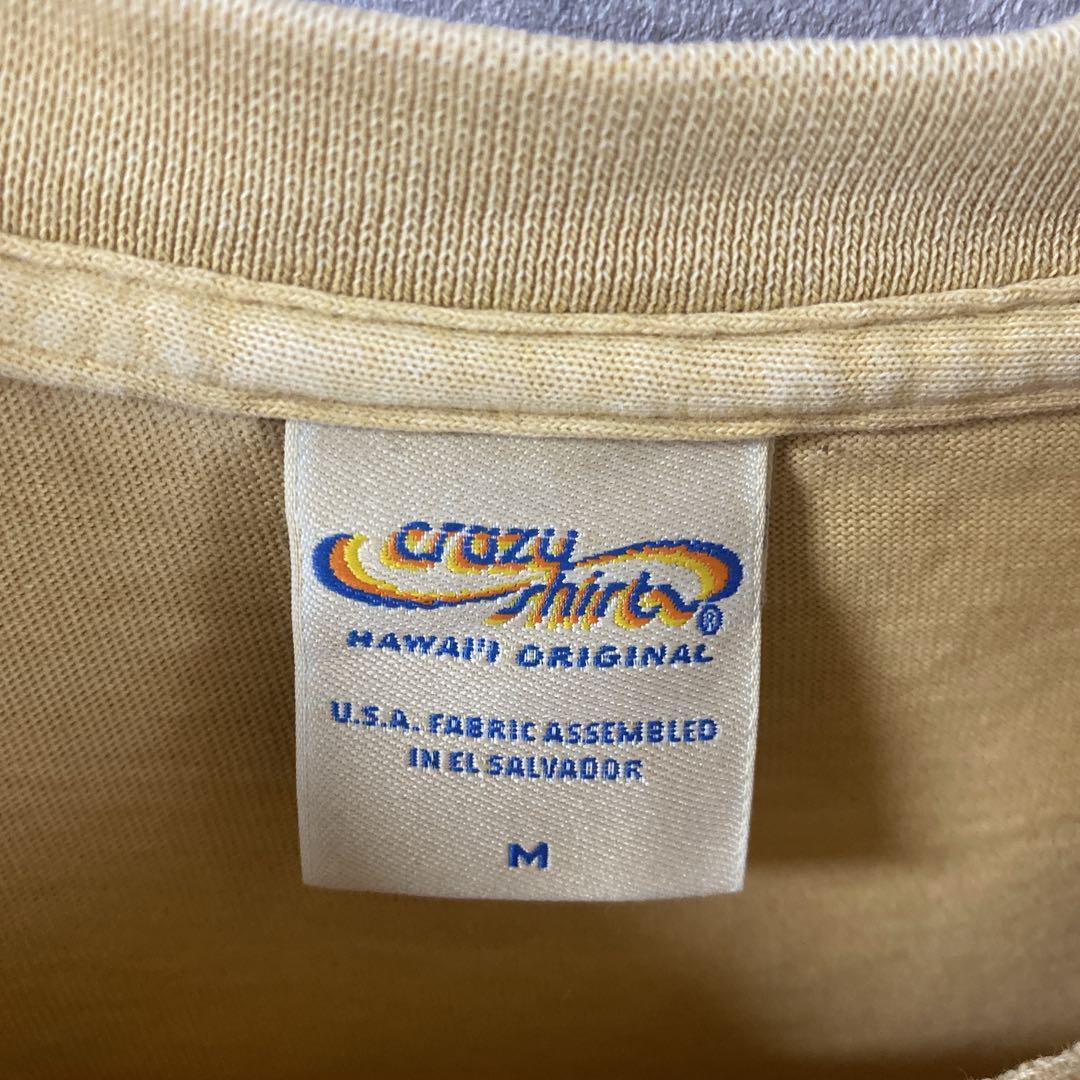 crazy
shirts®
HAWAI'I ORIGINAL
U.S.A. FABRIC ASSEMBLED
IN EL SALVADOR
M